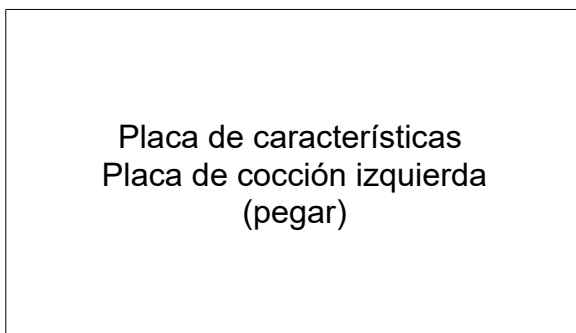 Placa de características
Placa de cocción izquierda
(pegar)